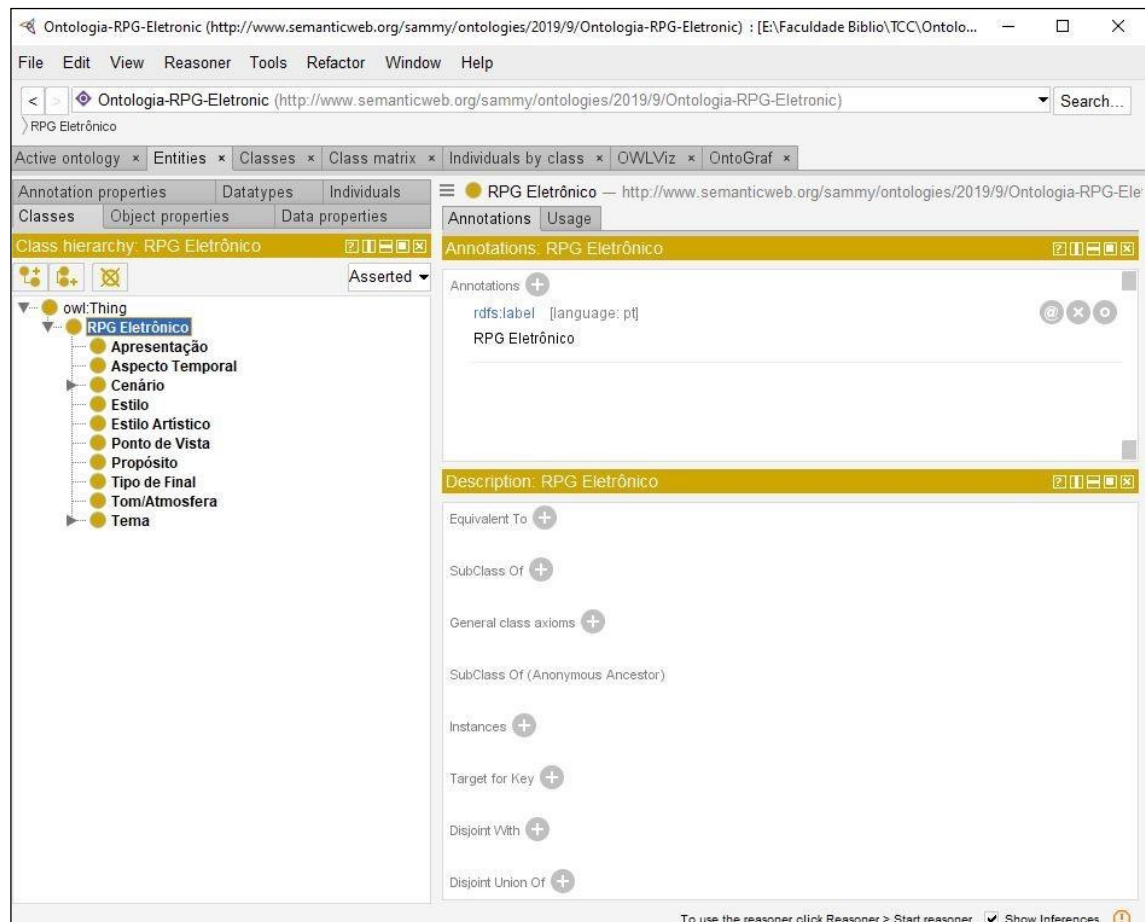 Ontologia-RPG-Eletronic (http://www.semanticweb.org/sammy/ontologies/2019/9/Ontologia-RPG-Eletronic) : [E:\Faculdade Biblio\TCC\Ontolo...
File Edit View Reasoner Tools Refactor Window Help
< > Ontologia-RPG-Eletronic (http://www.semanticweb.org/sammy/ontologies/2019/9/Ontologia-RPG-Eletronic) Search...
RPG Eletrônico
Active ontology × Entities × Classes × Class matrix × Individuals by class × OWLViz × OntoGraf ×
Annotation properties Datatypes Individuals
Classes Object properties Data properties
Class hierarchy: RPG Eletrônico
Asserted
owl:Thing
RPG Eletrônico
Apresentação
Aspecto Temporal
Cenário
Estilo
Estilo Artístico
Ponto de Vista
Propósito
Tipo de Final
Tom/Atmosfera
Tema
RPG Eletrônico — http://www.semanticweb.org/sammy/ontologies/2019/9/Ontologia-RPG-Ele
Annotations Usage
Annotations: RPG Eletrônico
Annotations
rdfs:label [language: pt]
RPG Eletrônico
Description: RPG Eletrônico
Equivalent To
SubClass Of
General class axioms
SubClass Of (Anonymous Ancestor)
Instances
Target for Key
Disjoint With
Disjoint Union Of
To use the reasoner click Reasoner > Start reasoner Show Inferences